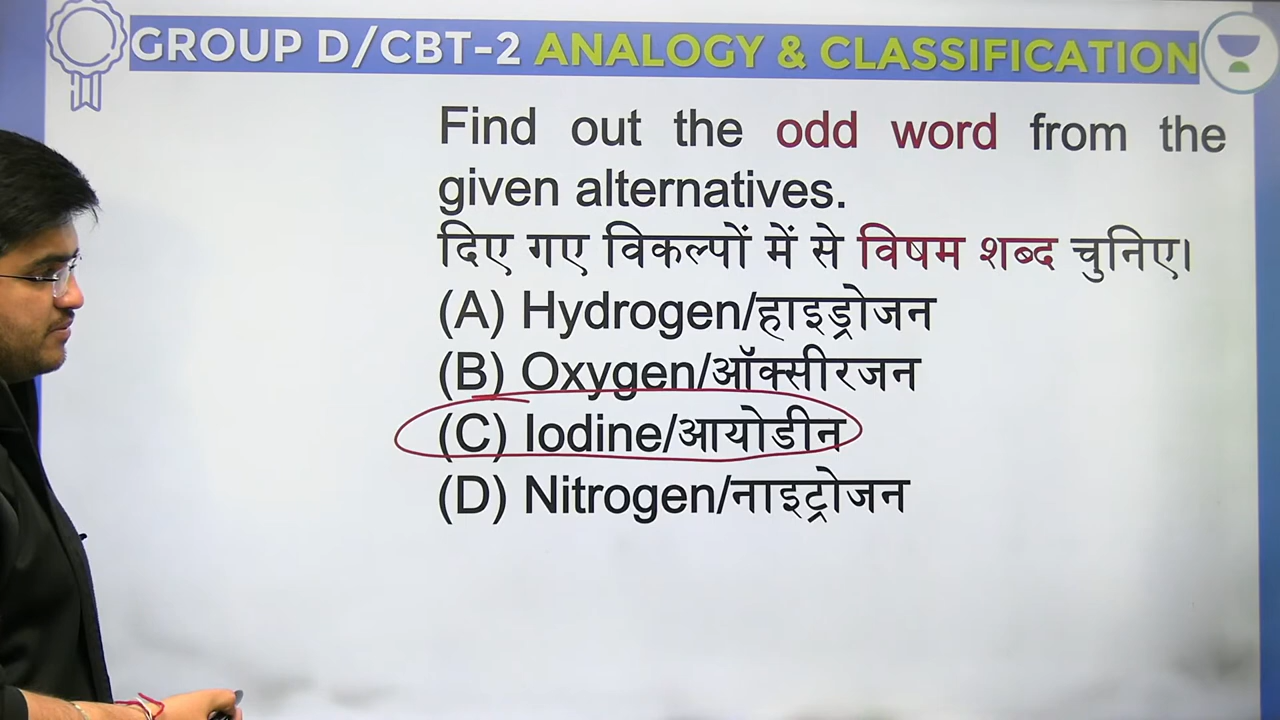 GROUP D/CBT-2 ANALOGY & CLASSIFICATION
Find out the odd word from the
given alternatives.
दिए गए विकल्पों में से विषम शब्द चुनिए।
(A) Hydrogen/हाइड्रोजन
(B) Oxygen/ऑक्सीरजन
(C) Iodine/आयोडीन
(D) Nitrogen/नाइट्रोजन